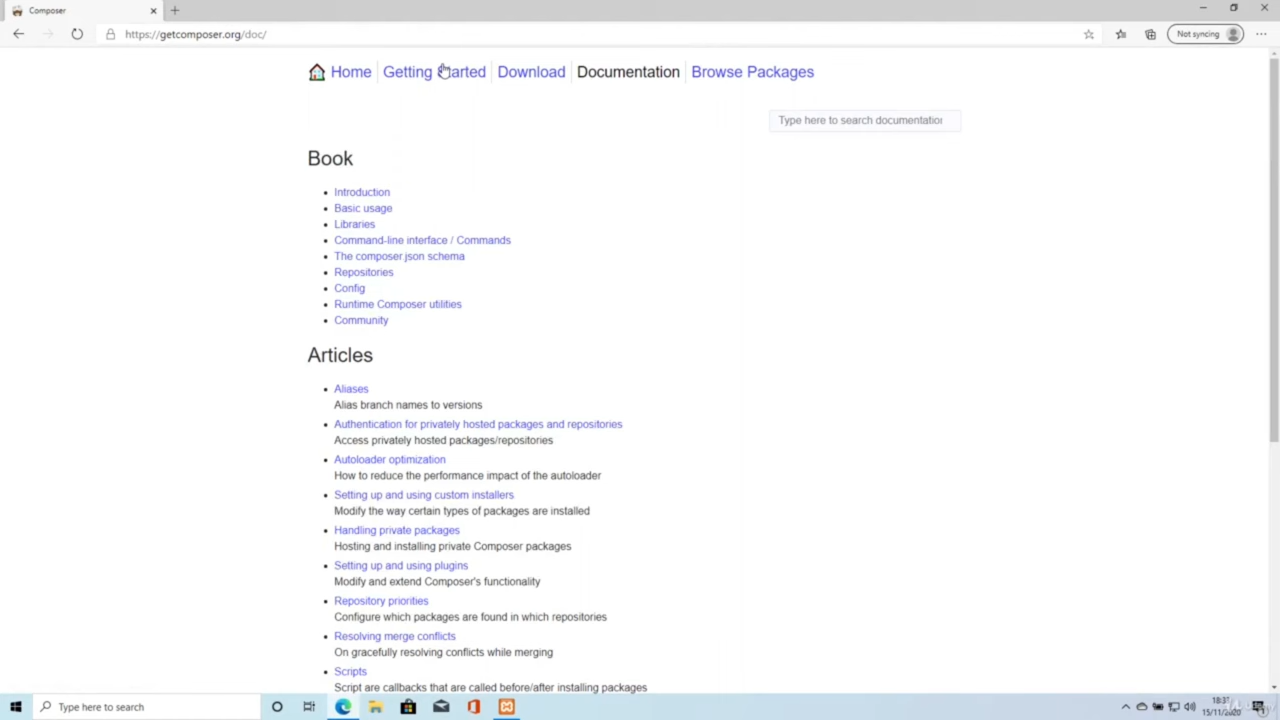 Composer
https://getcomposer.org/doc/
Not syncing
Home
Getting Started
Download
Documentation
Browse Packages
Type here to search documentation
Book
Introduction
Basic usage
Libraries
Command-line interface / Commands
The composer.json schema
Repositories
Config
Runtime Composer utilities
Community
Articles
Aliases
Alias branch names to versions
Authentication for privately hosted packages and repositories
Access privately hosted packages/repositories
Autoloader optimization
How to reduce the performance impact of the autoloader
Setting up and using custom installers
Modify the way certain types of packages are installed
Handling private packages
Hosting and installing private Composer packages
Setting up and using plugins
Modify and extend Composer's functionality
Repository priorities
Configure which packages are found in which repositories
Resolving merge conflicts
On gracefully resolving conflicts while merging
Scripts
Script are callbacks that are called before/after installing packages
Type here to search
15/11/2020